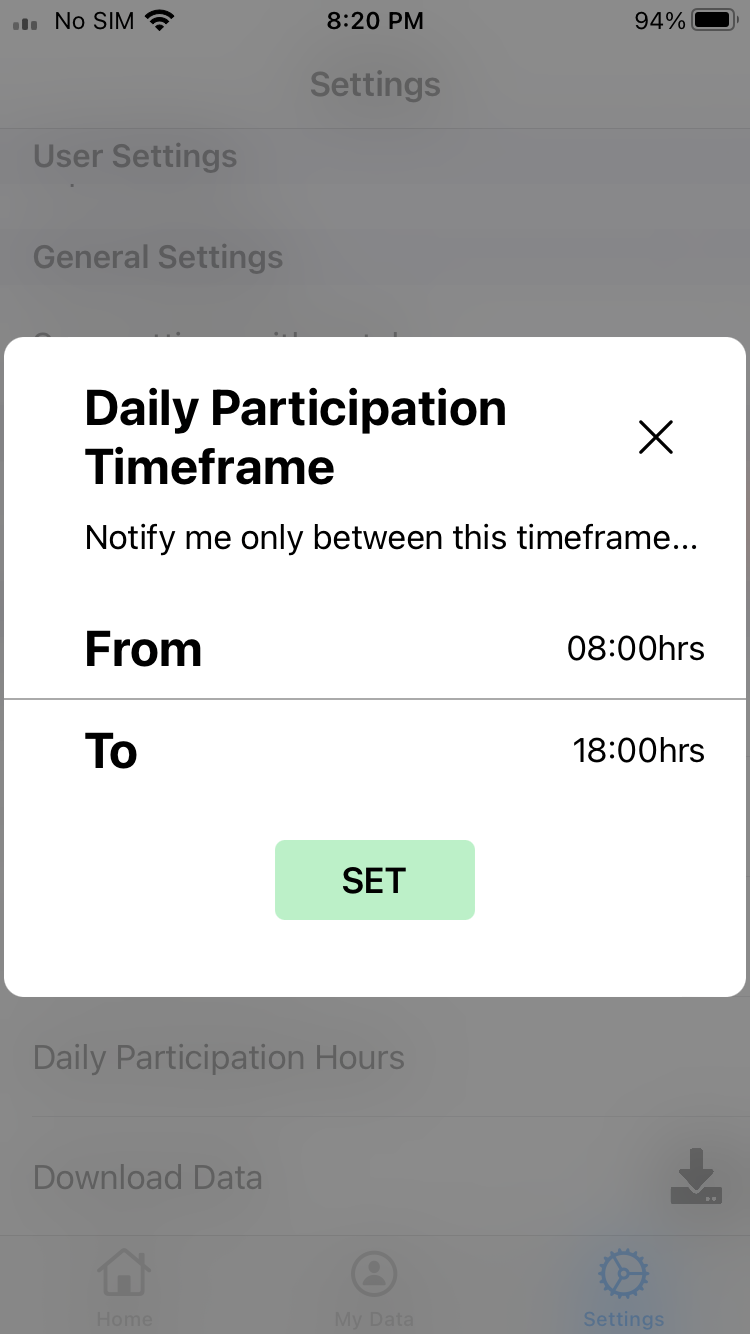 No SIM 8:20 PM 94%
Settings
User Settings
General Settings
Daily Participation
Timeframe
Notify me only between this timeframe...
From 08:00hrs
To 18:00hrs
SET
Daily Participation Hours
Download Data
Home My Data Settings